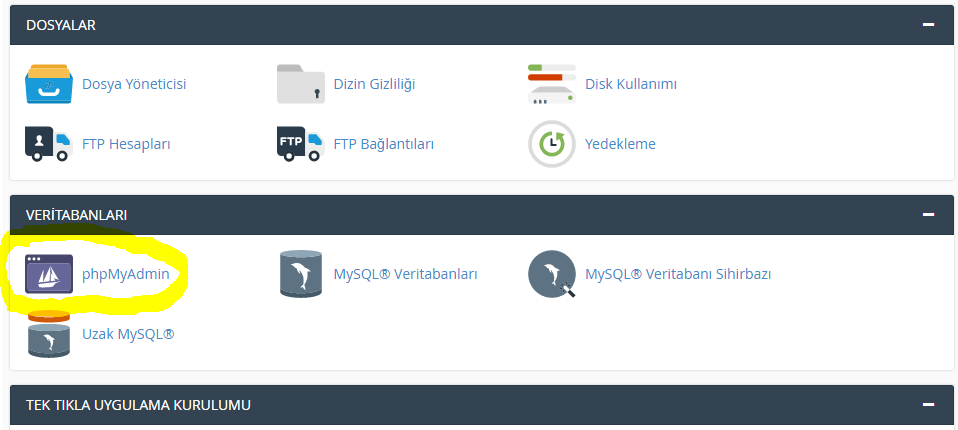 DOSYALAR
Dosya Yöneticisi
Dizin Gizliliği
Disk Kullanımı
FTP Hesapları
FTP
FTP Bağlantıları
Yedekleme
VERİTABANLARI
phpMyAdmin
MySQL® Veritabanları
MySQL® Veritabanı Sihirbazı
Uzak MySQL®
TEK TIKLA UYGULAMA KURULUMU